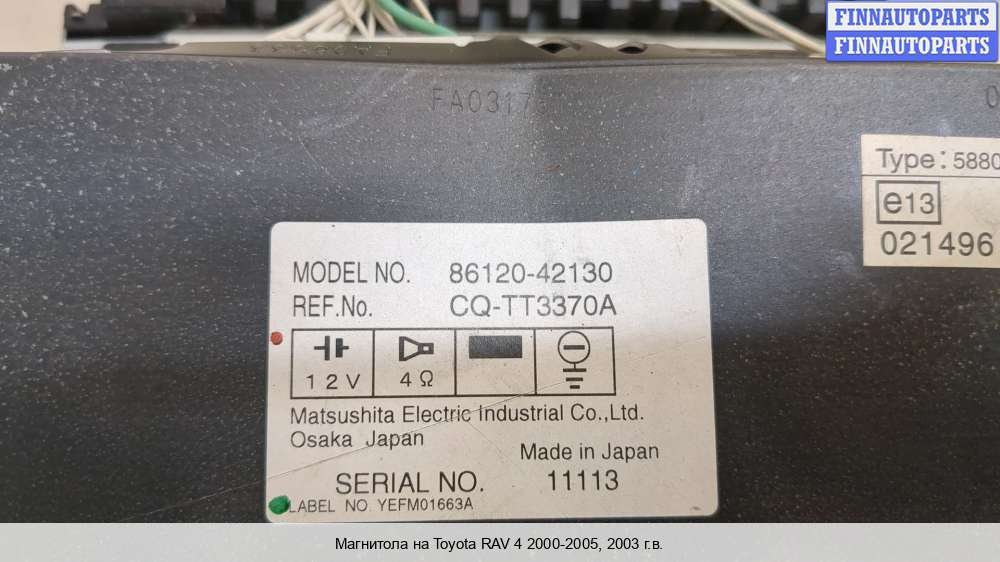 FINNAUTOPARTS
FINNAUTOPARTS
FA0317
Type: 5880
e13
021496
MODEL NO. 86120-42130
REF.No. CQ-TT3370A
12V 4Ω
Matsushita Electric Industrial Co.,Ltd.
Osaka Japan
Made in Japan
SERIAL NO. 11113
LABEL NO. YEFM01663A
Магнитола на Toyota RAV 4 2000-2005, 2003 г.в.